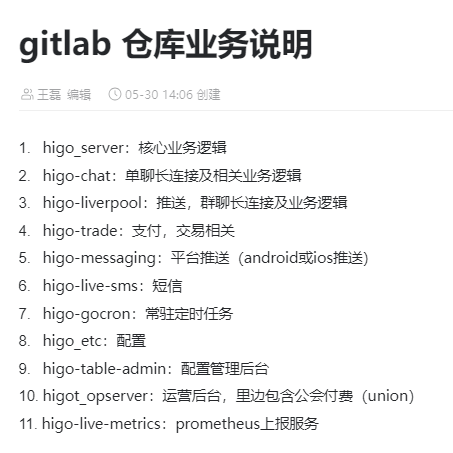 gitlab 仓库业务说明
王磊 编辑 05-30 14:06 创建
1. higo_server：核心业务逻辑
2. higo-chat：单聊长连接及相关业务逻辑
3. higo-liverpool：推送，群聊长连接及业务逻辑
4. higo-trade：支付，交易相关
5. higo-messaging：平台推送（android或ios推送）
6. higo-live-sms：短信
7. higo-gocron：常驻定时任务
8. higo_etc：配置
9. higo-table-admin：配置管理后台
10. higot_opserver：运营后台，里边包含公会付费（union）
11. higo-live-metrics：prometheus上报服务